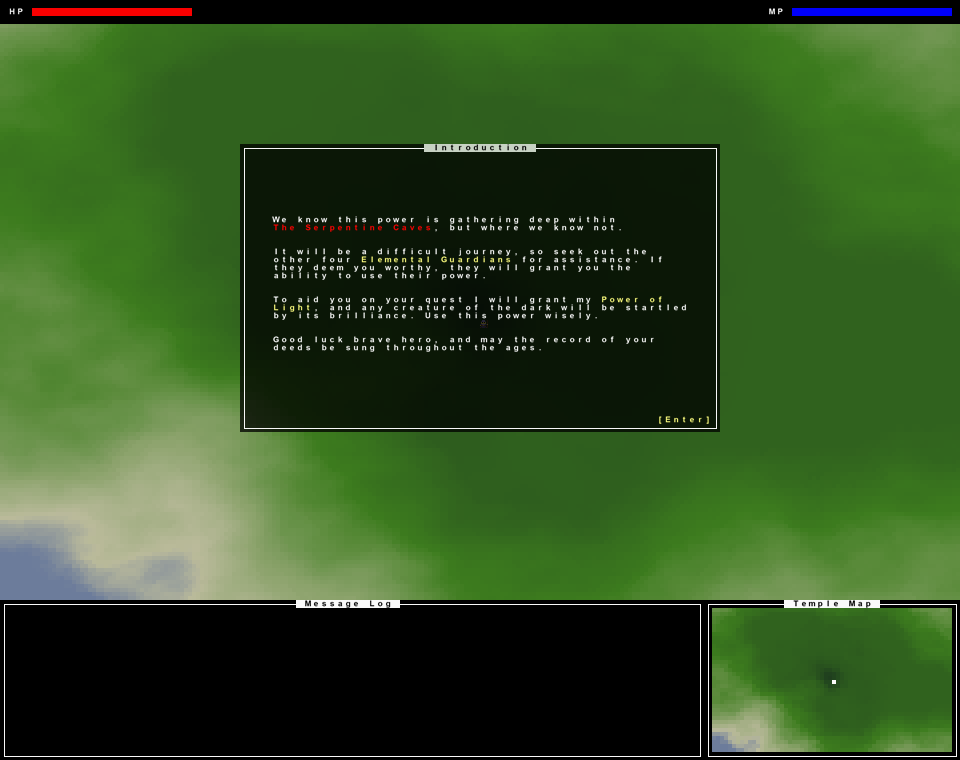 HP
MP
Introduction
We know this power is gathering deep within
The Serpentine Caves, but where we know not.
It will be a difficult journey, so seek out the
other four Elemental Guardians for assistance. If
they deem you worthy, they will grant you the
ability to use their power.
To aid you on your quest I will grant my Power of
Light, and any creature of the dark will be startled
by its brilliance. Use this power wisely.
Good luck brave hero, and may the record of your
deeds be sung throughout the ages.
[Enter]
Message Log
Temple Map